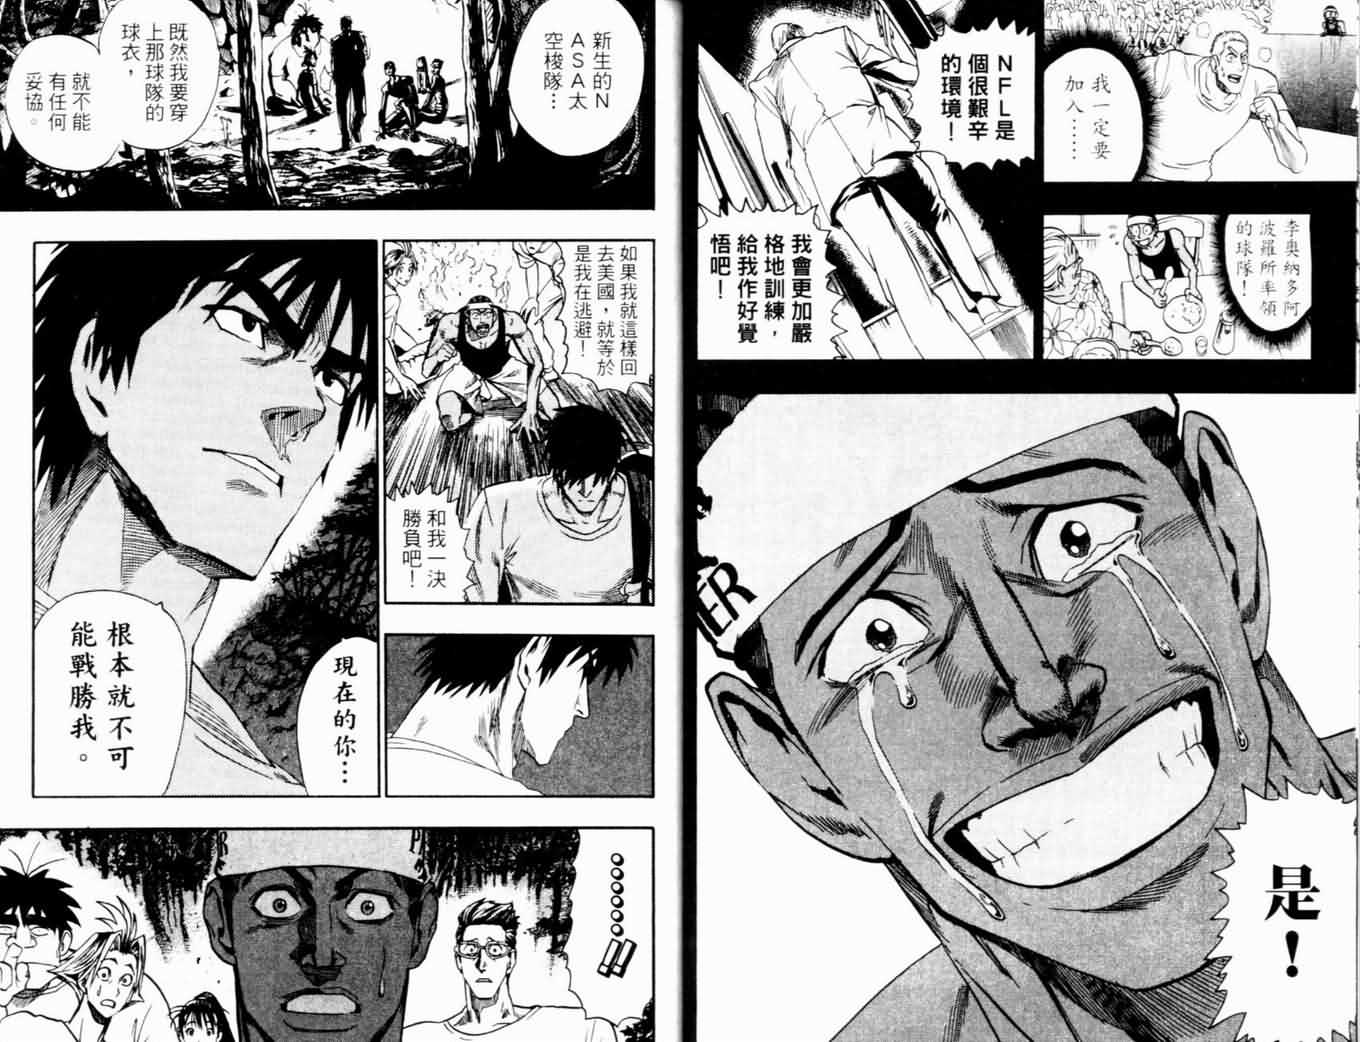 我一定要
加入……
李奧納多阿
波羅所率領
的球隊！
NFL是
個很艱辛
的環境！
我會更加嚴
格地訓練，
給我作好覺
悟吧！
是！
新生的N
ASA太
空梭隊…
既然我要穿
上那球隊的
球衣，
就不能
有任何
妥協。
如果我就這樣回
去美國，就等於
是我在逃避！
和我一決
勝負吧！
現在的你…
根本就不可
能戰勝我。
……!!